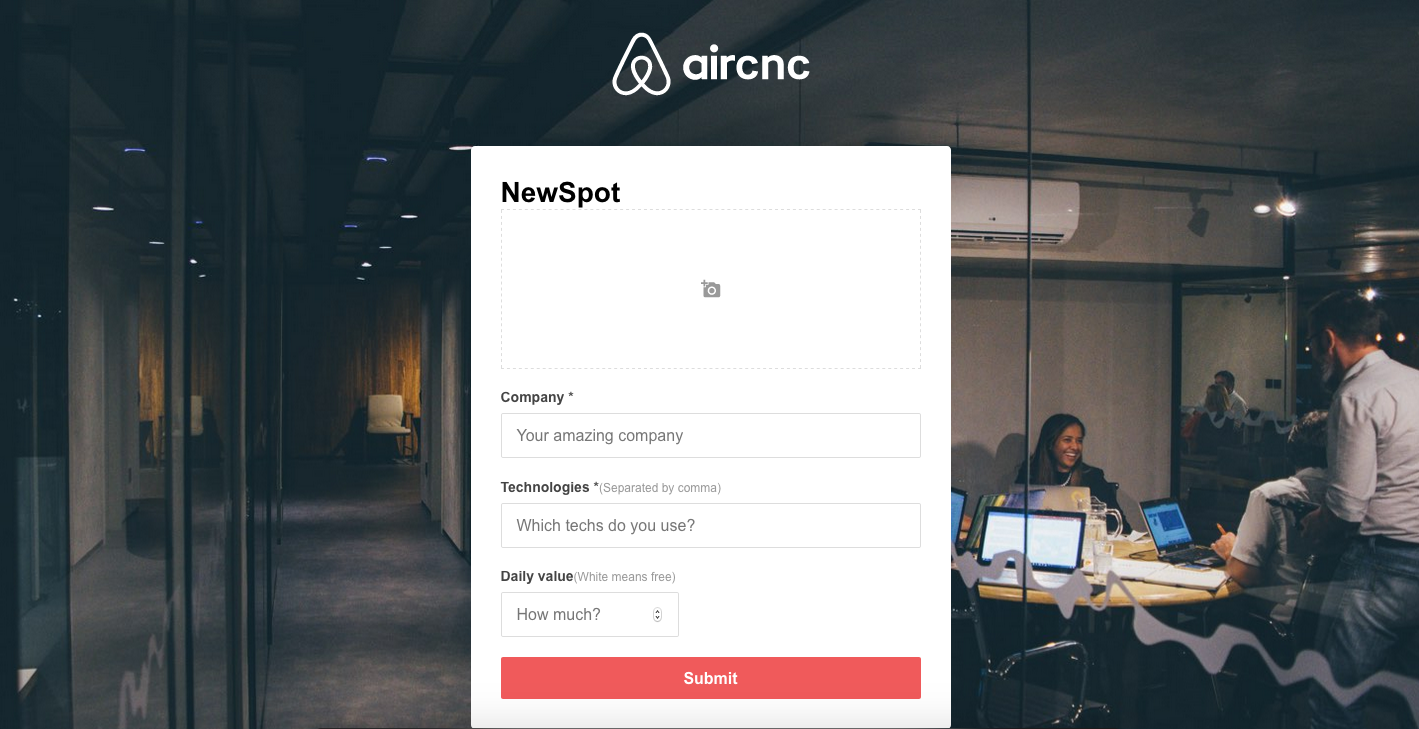 aircnc
NewSpot
Company *
Your amazing company
Technologies *(Separated by comma)
Which techs do you use?
Daily value(White means free)
How much?
Submit